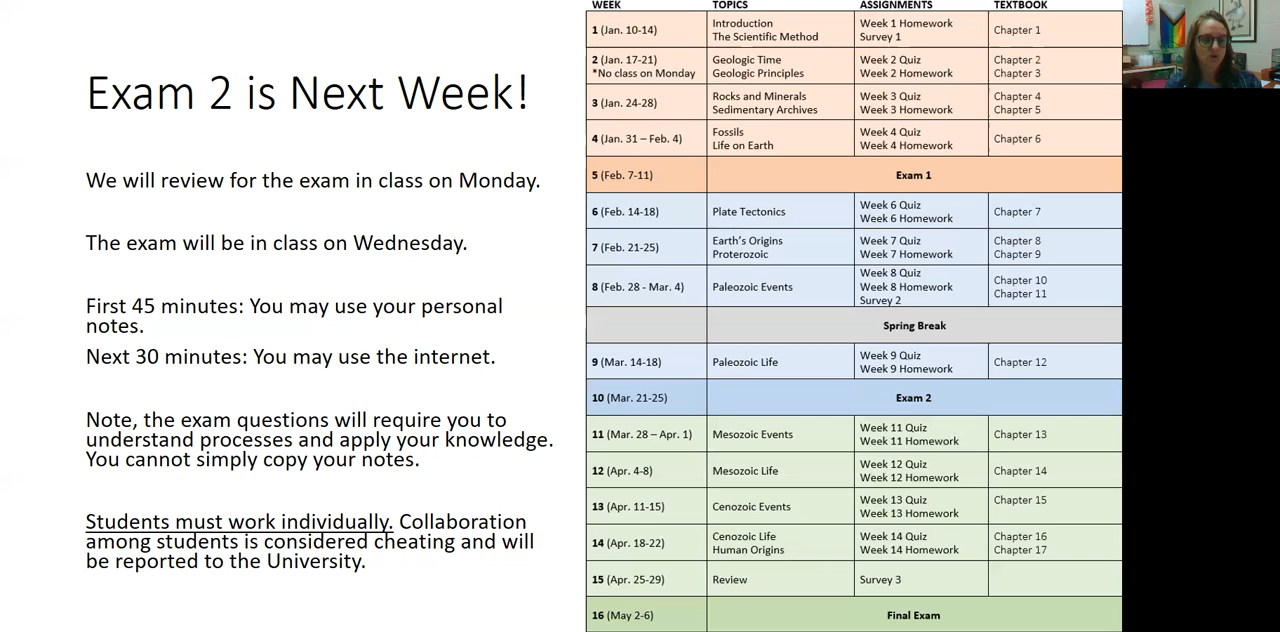 Exam 2 is Next Week!
We will review for the exam in class on Monday.
The exam will be in class on Wednesday.
First 45 minutes: You may use your personal
notes.
Next 30 minutes: You may use the internet.
Note, the exam questions will require you to
understand processes and apply your knowledge.
You cannot simply copy your notes.
Students must work individually. Collaboration
among students is considered cheating and will
be reported to the University.
WEEK TOPICS ASSIGNMENTS TEXTBOOK
1 (Jan. 10-14) Introduction Week 1 Homework Chapter 1
The Scientific Method Survey 1
2 (Jan. 17-21) Geologic Time Week 2 Quiz Chapter 2
*No class on Monday Geologic Principles Week 2 Homework Chapter 3
3 (Jan. 24-28) Rocks and Minerals Week 3 Quiz Chapter 4
Sedimentary Archives Week 3 Homework Chapter 5
4 (Jan. 31 – Feb. 4) Fossils Week 4 Quiz Chapter 6
Life on Earth Week 4 Homework
5 (Feb. 7-11) Exam 1
6 (Feb. 14-18) Plate Tectonics Week 6 Quiz Chapter 7
Week 6 Homework
7 (Feb. 21-25) Earth's Origins Week 7 Quiz Chapter 8
Proterozoic Week 7 Homework Chapter 9
8 (Feb. 28 - Mar. 4) Paleozoic Events Week 8 Quiz Chapter 10
Week 8 Homework Chapter 11
Survey 2
Spring Break
9 (Mar. 14-18) Paleozoic Life Week 9 Quiz Chapter 12
Week 9 Homework
10 (Mar. 21-25) Exam 2
11 (Mar. 28 – Apr. 1) Mesozoic Events Week 11 Quiz Chapter 13
Week 11 Homework
12 (Apr. 4-8) Mesozoic Life Week 12 Quiz Chapter 14
Week 12 Homework
13 (Apr. 11-15) Cenozoic Events Week 13 Quiz Chapter 15
Week 13 Homework
14 (Apr. 18-22) Cenozoic Life Week 14 Quiz Chapter 16
Human Origins Week 14 Homework Chapter 17
15 (Apr. 25-29) Review Survey 3
16 (May 2-6) Final Exam